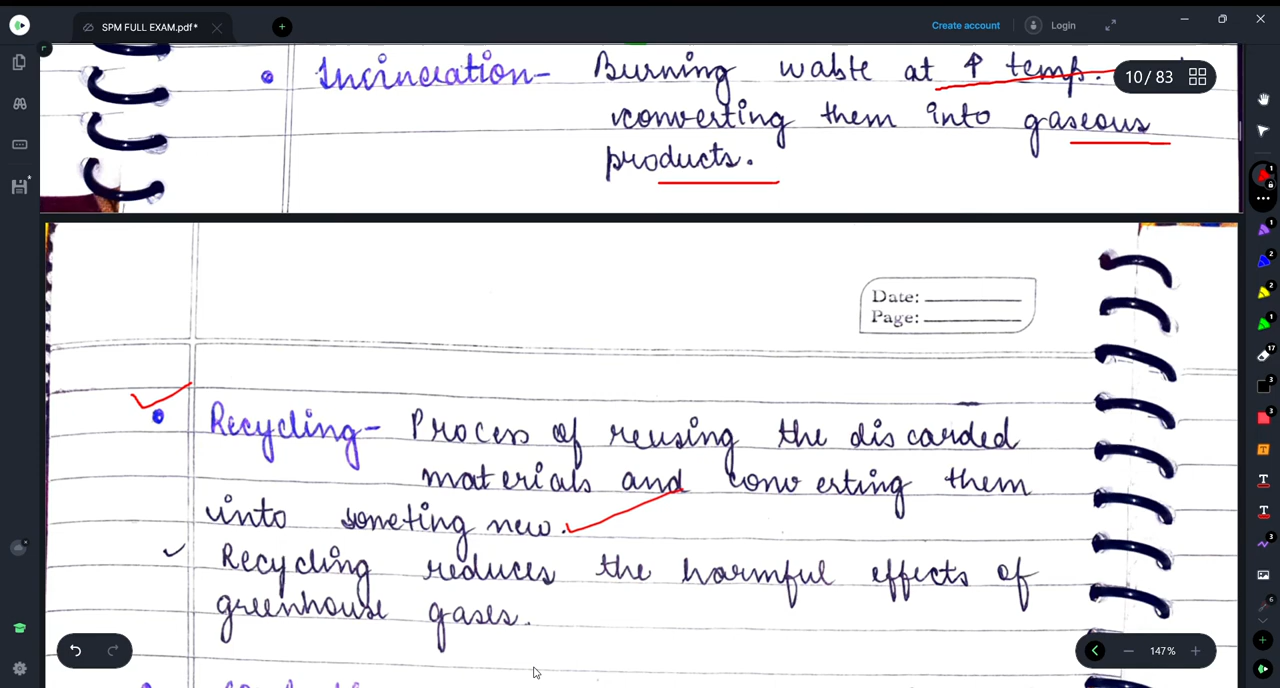 SPM FULL EXAM.pdf*
Create account
Login
10 / 83
Incineration- Burning waste at ↑ temp.
converting them into gaseous
products.
Date:
Page:
Recycling- Process of reusing the discarded
materials and converting them
into someting new.
Recycling reduces the harmful effects of
greenhouse gases.
147%